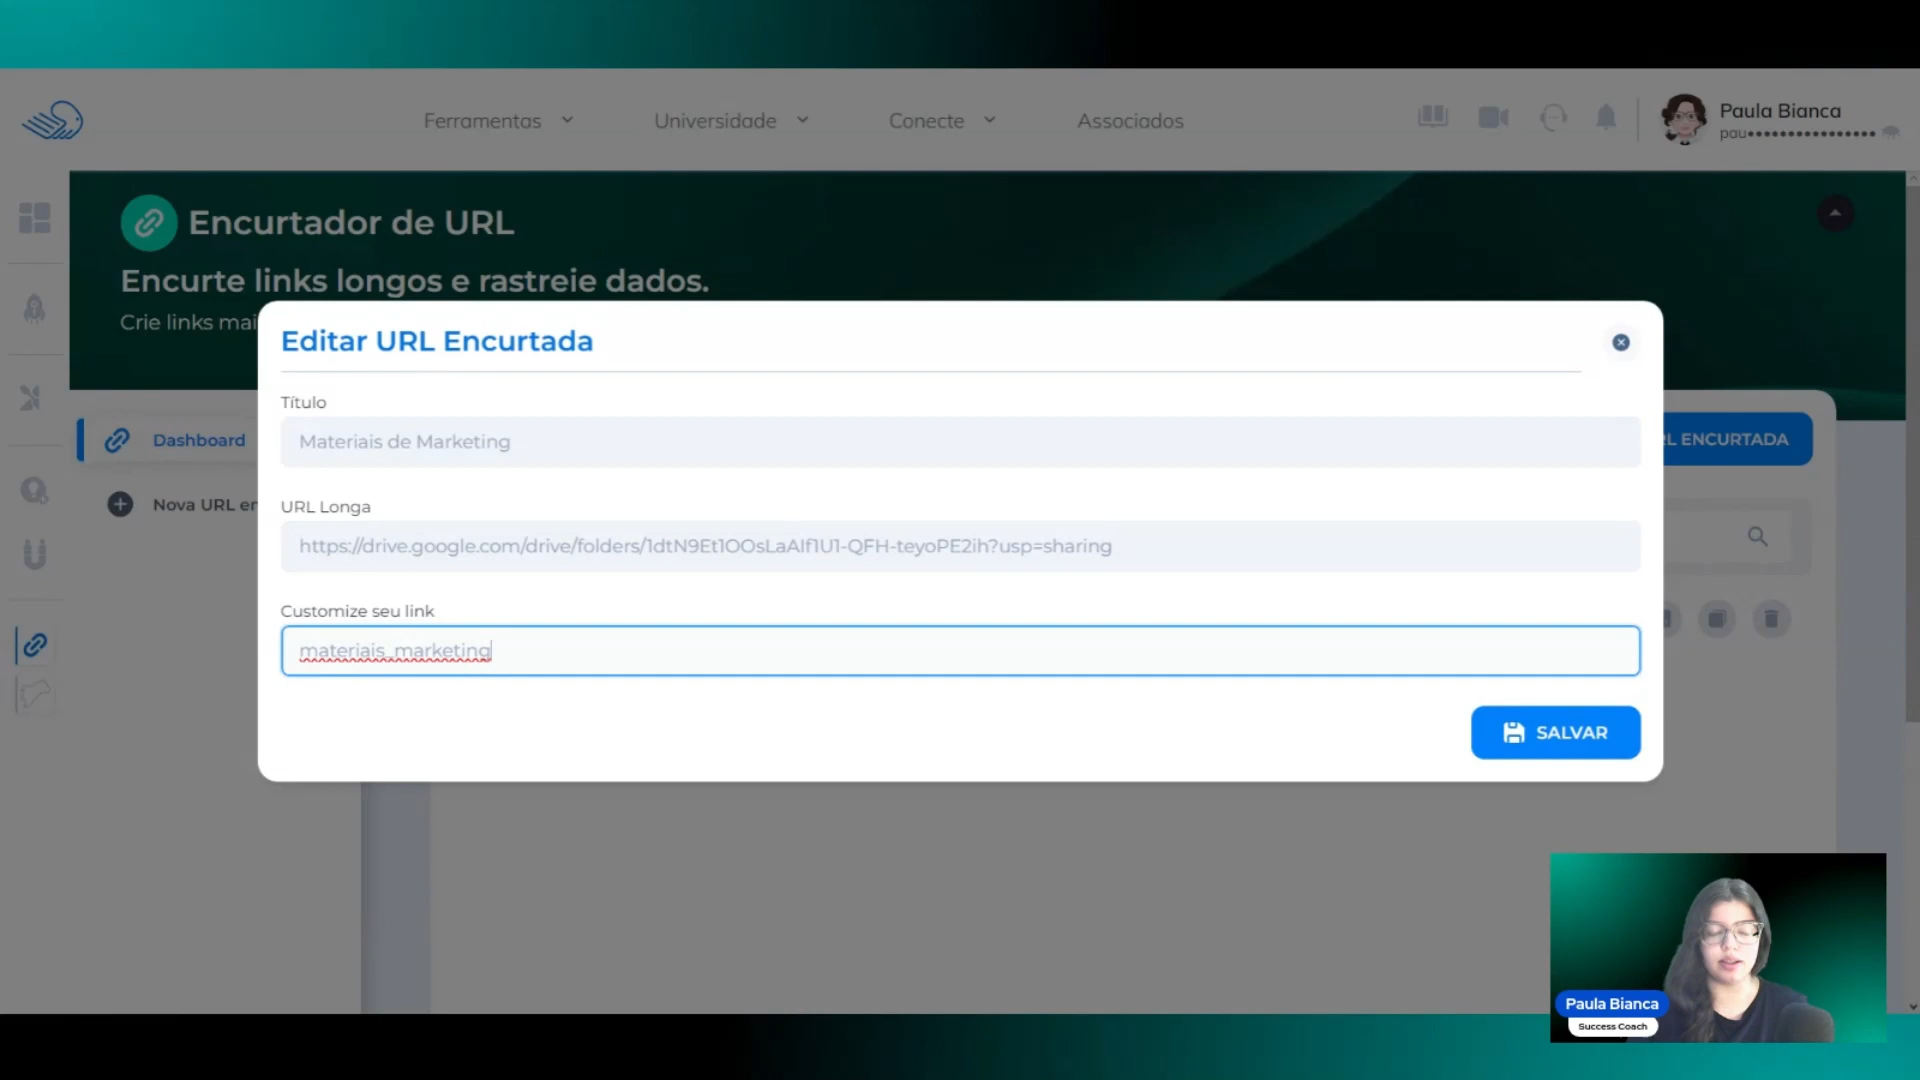 Ferramentas
Universidade
Conecte
Associados
Paula Bianca
pau••••••••••••••••
Encurtador de URL
Encurte links longos e rastreie dados.
Crie links mai
Editar URL Encurtada
Título
Materiais de Marketing
Dashboard
L ENCURTADA
Nova URL en
URL Longa
https://drive.google.com/drive/folders/1dtN9Et1OOsLaAlf1U1-QFH-teyoPE2ih?usp=sharing
Customize seu link
materiais_marketing
SALVAR
Paula Bianca
Success Coach